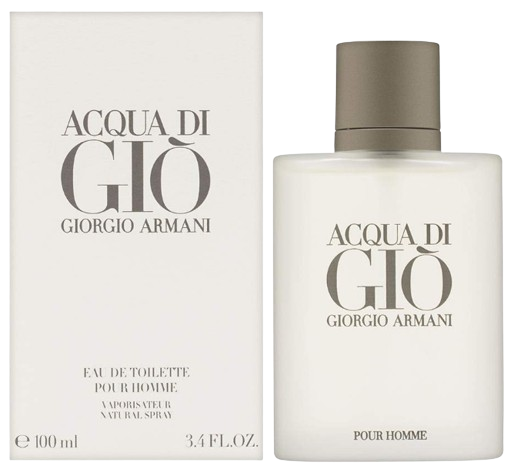 ACQUA DI
GIÒ
GIORGIO ARMANI
EAU DE TOILETTE
POUR HOMME
VAPORISATEUR
NATURAL SPRAY
℮ 100 ml 3.4 FL.OZ.
ACQUA DI
GIÒ
GIORGIO ARMANI
POUR HOMME